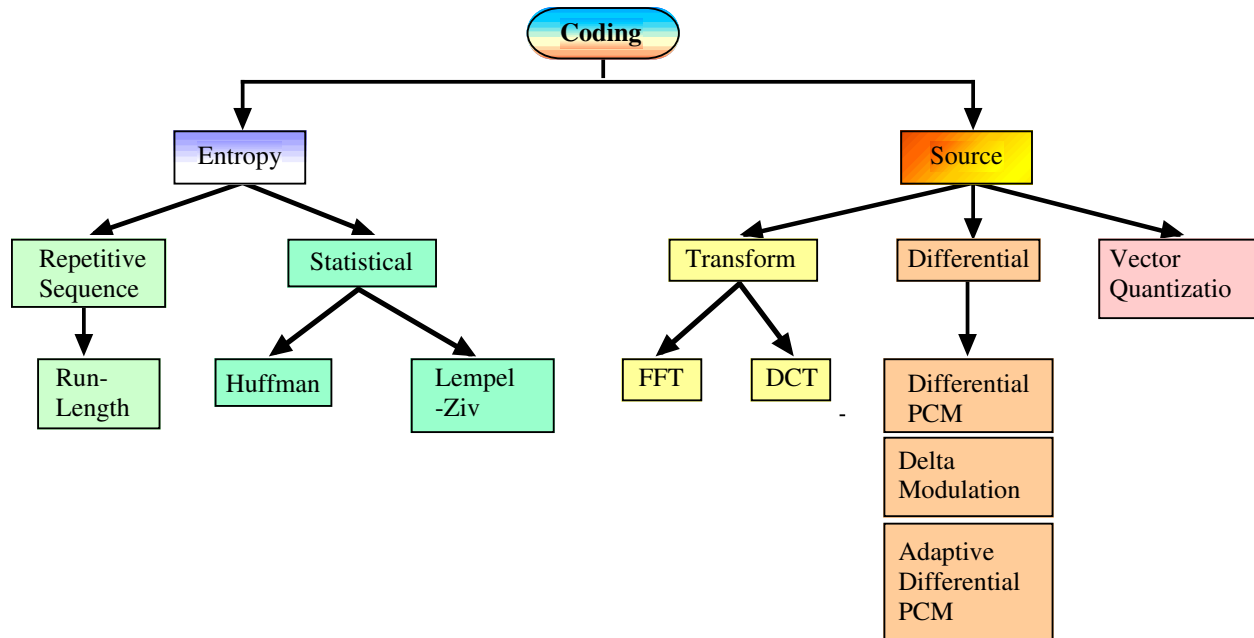 Coding
Entropy
Source
Repetitive
Sequence
Statistical
Transform
Differential
Vector
Quantizatio
Run-
Length
Huffman
Lempel
-Ziv
FFT
DCT
-
Differential
PCM
Delta
Modulation
Adaptive
Differential
PCM